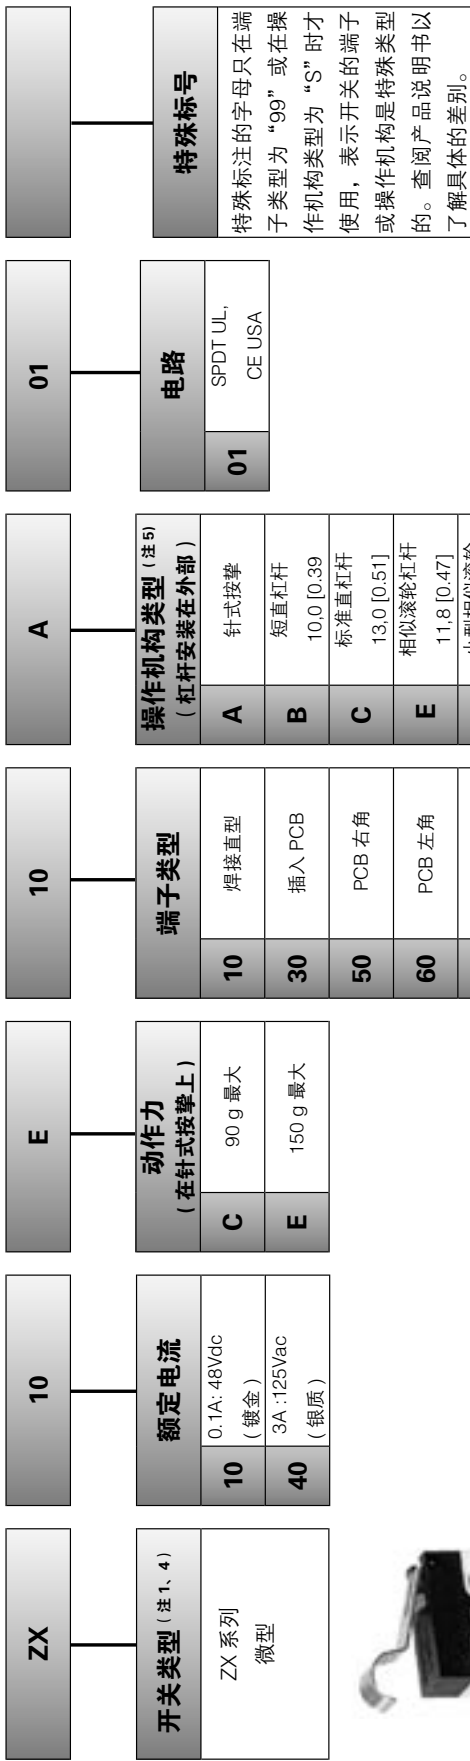 ZX
10
E
10
A
01
开关类型 (注 1、4)
ZX 系列
微型
额定电流
10
0.1A: 48Vdc
(镀金)
40
3A :125Vac
(银质)
动作力
(在针式按挚上)
C
90 g 最大
E
150 g 最大
端子类型
10
焊接直型
30
插入 PCB
50
PCB 右角
60
PCB 左角
操作机构类型 (注 5)
(杠杆安装在外部)
A
针式按挚
B
短直杠杆
10,0 [0.39
C
标准直杠杆
13,0 [0.51]
E
相似滚轮杠杆
11,8 [0.47]
电路
01
SPDT UL,
CE USA
特殊标号
特殊标注的字母只在端
子类型为“99”或在操
作机构类型为“S”时才
使用，表示开关的端子
或操作机构是特殊类型
的。查阅产品说明书以
了解具体的差别。